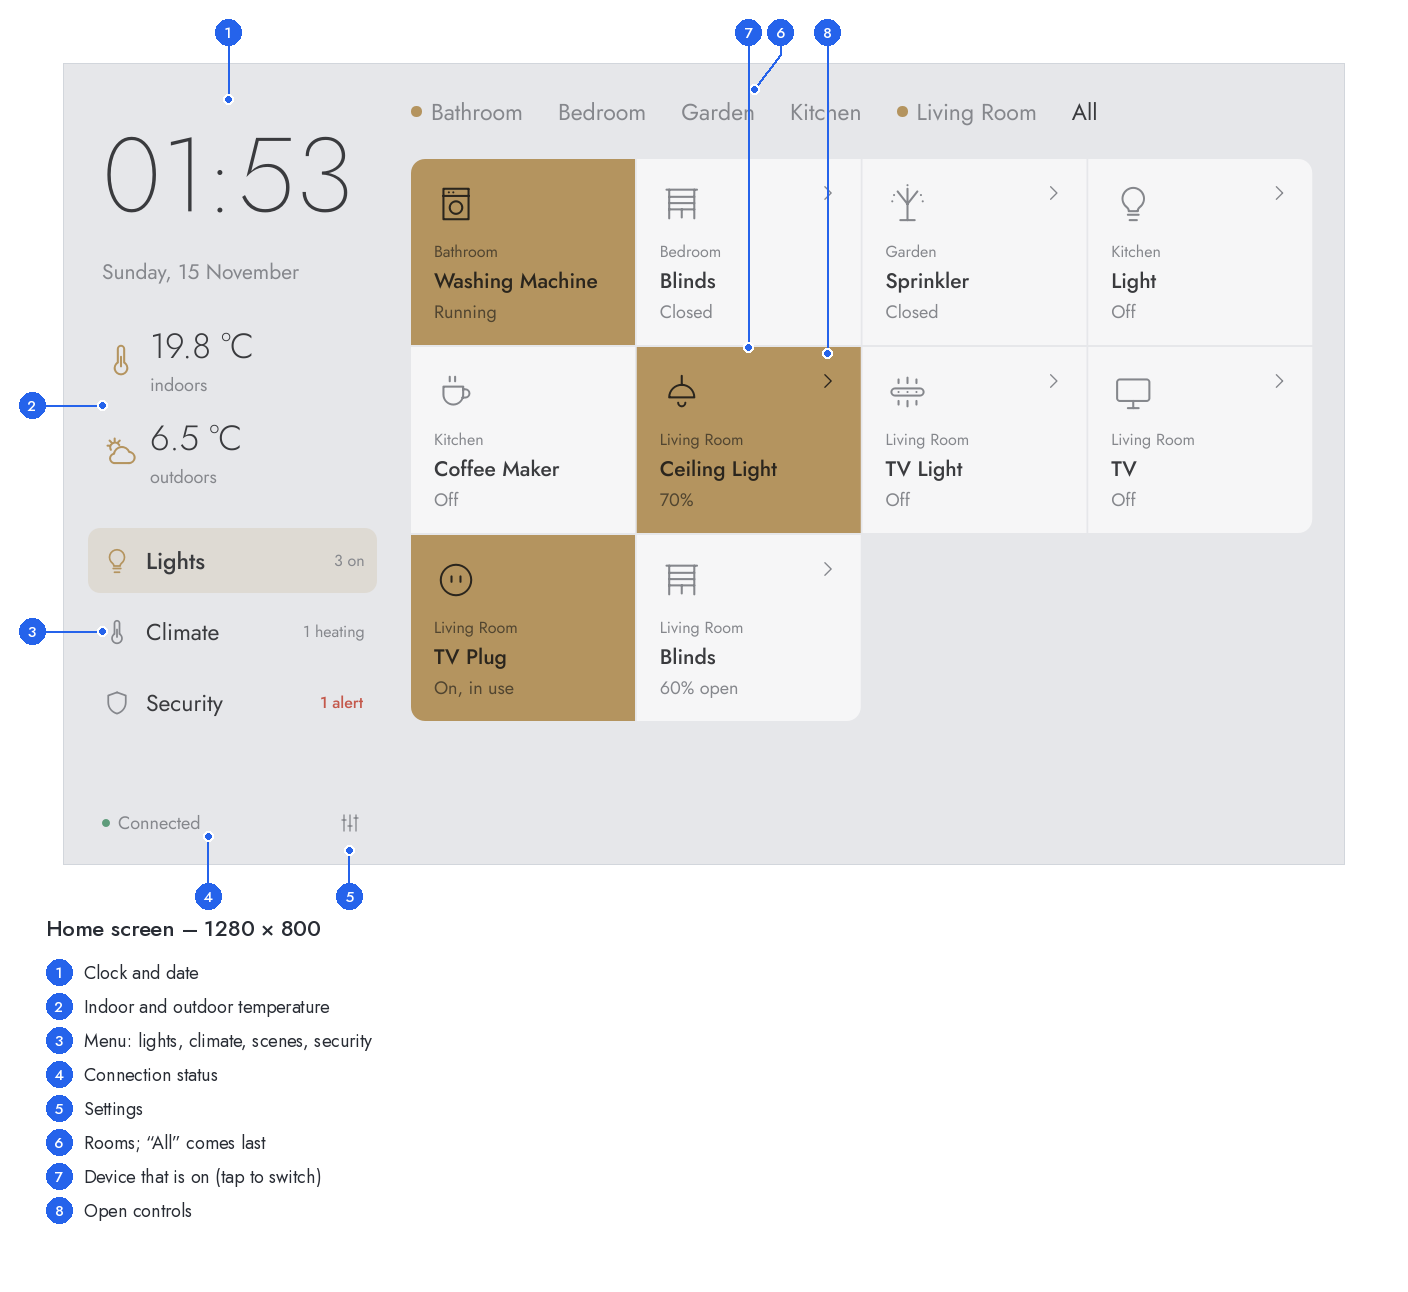 1
7 6 8
01:53
Sunday, 15 November
19.8 °C
indoors
2
6.5 °C
outdoors
Lights 3 on
3
Climate 1 heating
Security 1 alert
Connected
4 5
Bathroom Bedroom Garden Kitchen Living Room All
Bathroom
Washing Machine
Running
Bedroom
Blinds
Closed
Garden
Sprinkler
Closed
Kitchen
Light
Off
Kitchen
Coffee Maker
Off
Living Room
Ceiling Light
70%
Living Room
TV Light
Off
Living Room
TV
Off
Living Room
TV Plug
On, in use
Living Room
Blinds
60% open
Home screen – 1280 × 800
1 Clock and date
2 Indoor and outdoor temperature
3 Menu: lights, climate, scenes, security
4 Connection status
5 Settings
6 Rooms; “All” comes last
7 Device that is on (tap to switch)
8 Open controls